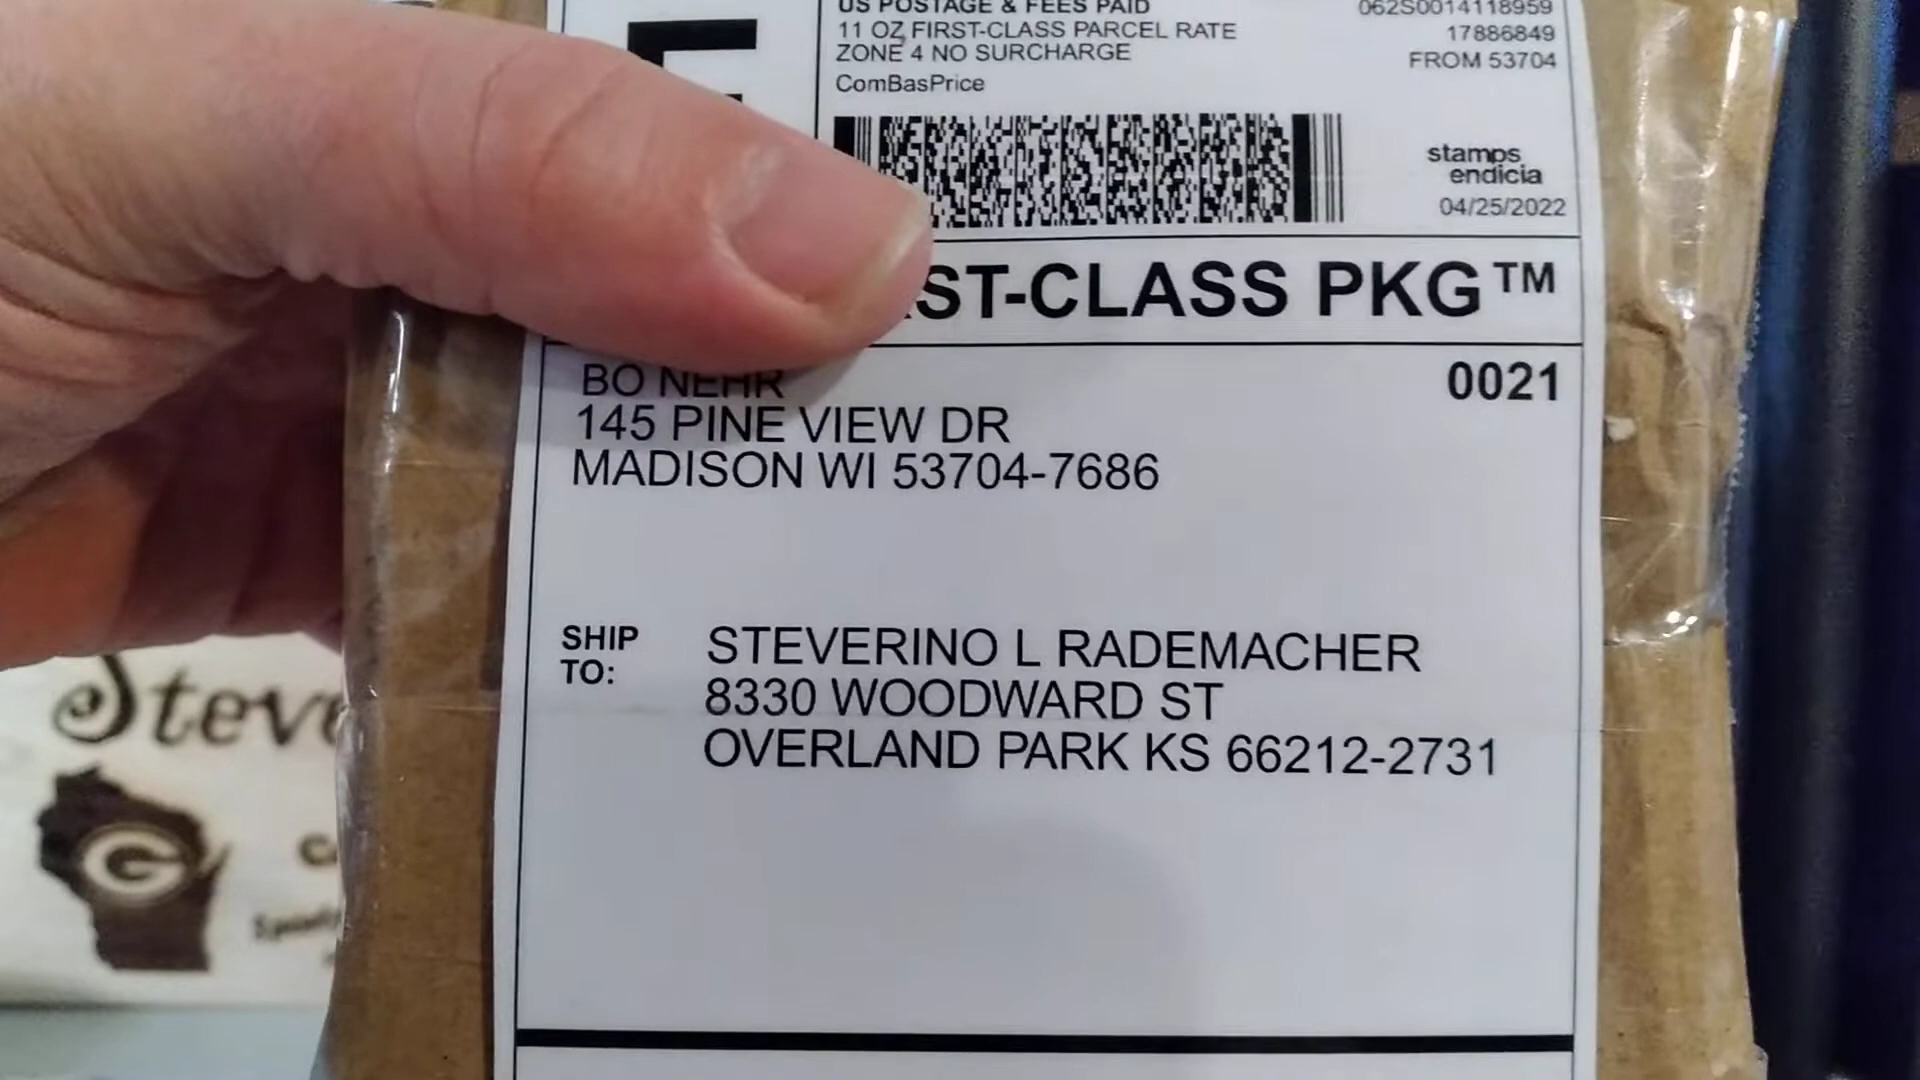 US POSTAGE & FEES PAID
11 OZ FIRST-CLASS PARCEL RATE
ZONE 4 NO SURCHARGE
ComBasPrice
062S0014118959
17886849
FROM 53704
stamps
endicia
04/25/2022
ST-CLASS PKG™
BO NEHR
0021
145 PINE VIEW DR
MADISON WI 53704-7686
SHIP
TO:
STEVERINO L RADEMACHER
8330 WOODWARD ST
OVERLAND PARK KS 66212-2731
Steve
G